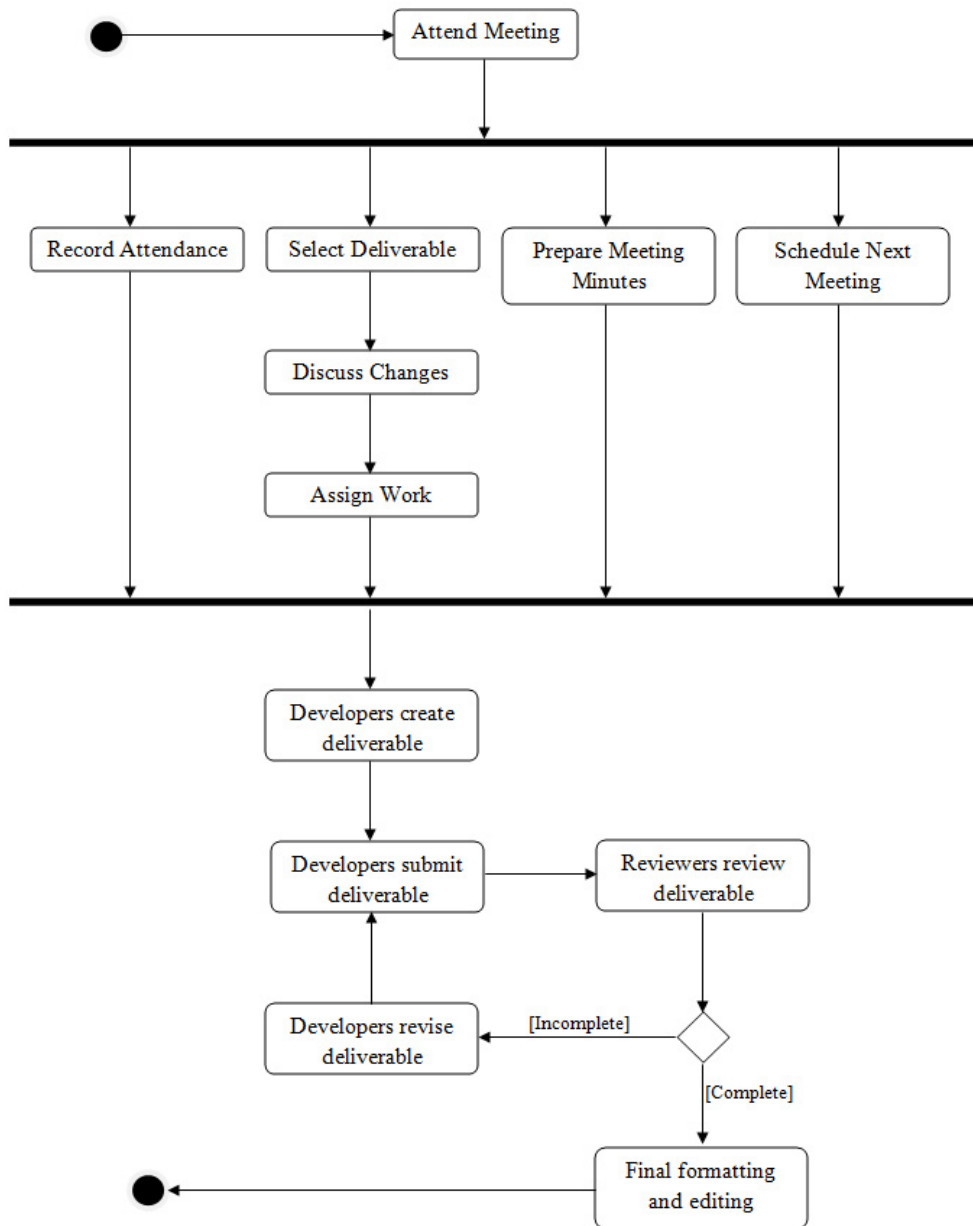 Attend Meeting
Record Attendance
Select Deliverable
Prepare Meeting
Minutes
Schedule Next
Meeting
Discuss Changes
Assign Work
Developers create
deliverable
Developers submit
deliverable
Reviewers review
deliverable
Developers revise
deliverable
[Incomplete]
[Complete]
Final formatting
and editing